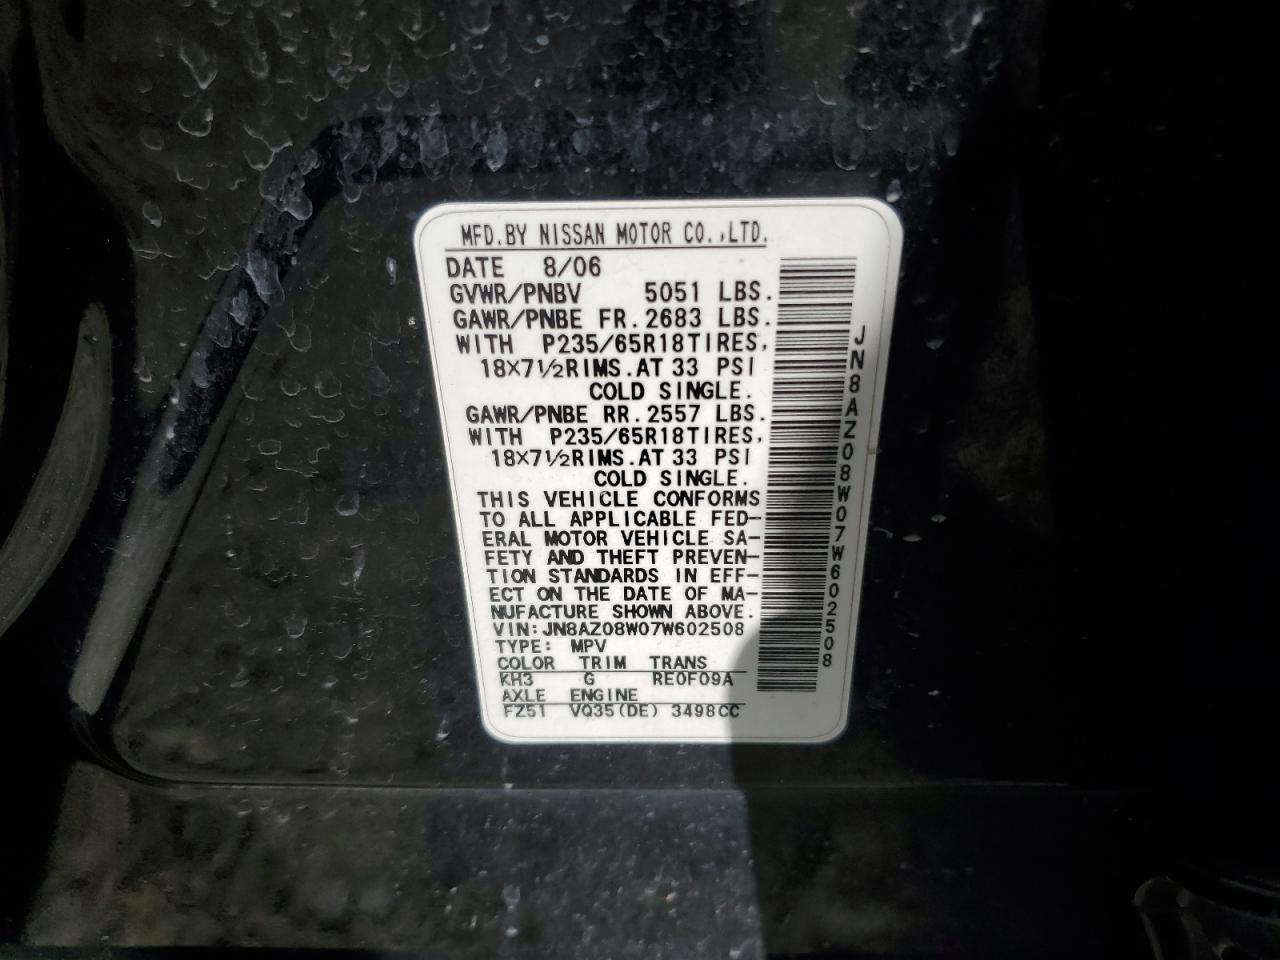 MFD.BY NISSAN MOTOR CO.,LTD.
DATE 8/06
GVWR/PNBV 5051 LBS.
GAWR/PNBE FR.2683 LBS.
WITH P235/65R18TIRES,
18×7½RIMS.AT 33 PSI
COLD SINGLE.
GAWR/PNBE RR.2557 LBS.
WITH P235/65R18TIRES,
18×7½RIMS.AT 33 PSI
COLD SINGLE.
THIS VEHICLE CONFORMS
TO ALL APPLICABLE FED-
ERAL MOTOR VEHICLE SA-
FETY AND THEFT PREVEN-
TION STANDARDS IN EFF-
ECT ON THE DATE OF MA-
NUFACTURE SHOWN ABOVE.
VIN:JN8AZ08W07W602508
TYPE: MPV
COLOR TRIM TRANS
KH3 G RE0F09A
AXLE ENGINE
FZ51 VQ35(DE) 3498CC
JN8AZ08W07W602508